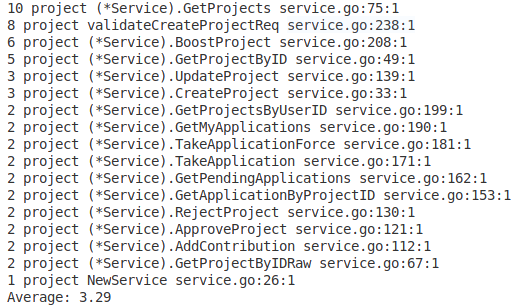 10 project (*Service).GetProjects service.go:75:1
8 project validateCreateProjectReq service.go:238:1
6 project (*Service).BoostProject service.go:208:1
5 project (*Service).GetProjectByID service.go:49:1
3 project (*Service).UpdateProject service.go:139:1
3 project (*Service).CreateProject service.go:33:1
2 project (*Service).GetProjectsByUserID service.go:199:1
2 project (*Service).GetMyApplications service.go:190:1
2 project (*Service).TakeApplicationForce service.go:181:1
2 project (*Service).TakeApplication service.go:171:1
2 project (*Service).GetPendingApplications service.go:162:1
2 project (*Service).GetApplicationByProjectID service.go:153:1
2 project (*Service).RejectProject service.go:130:1
2 project (*Service).ApproveProject service.go:121:1
2 project (*Service).AddContribution service.go:112:1
2 project (*Service).GetProjectByIDRaw service.go:67:1
1 project NewService service.go:26:1
Average: 3.29